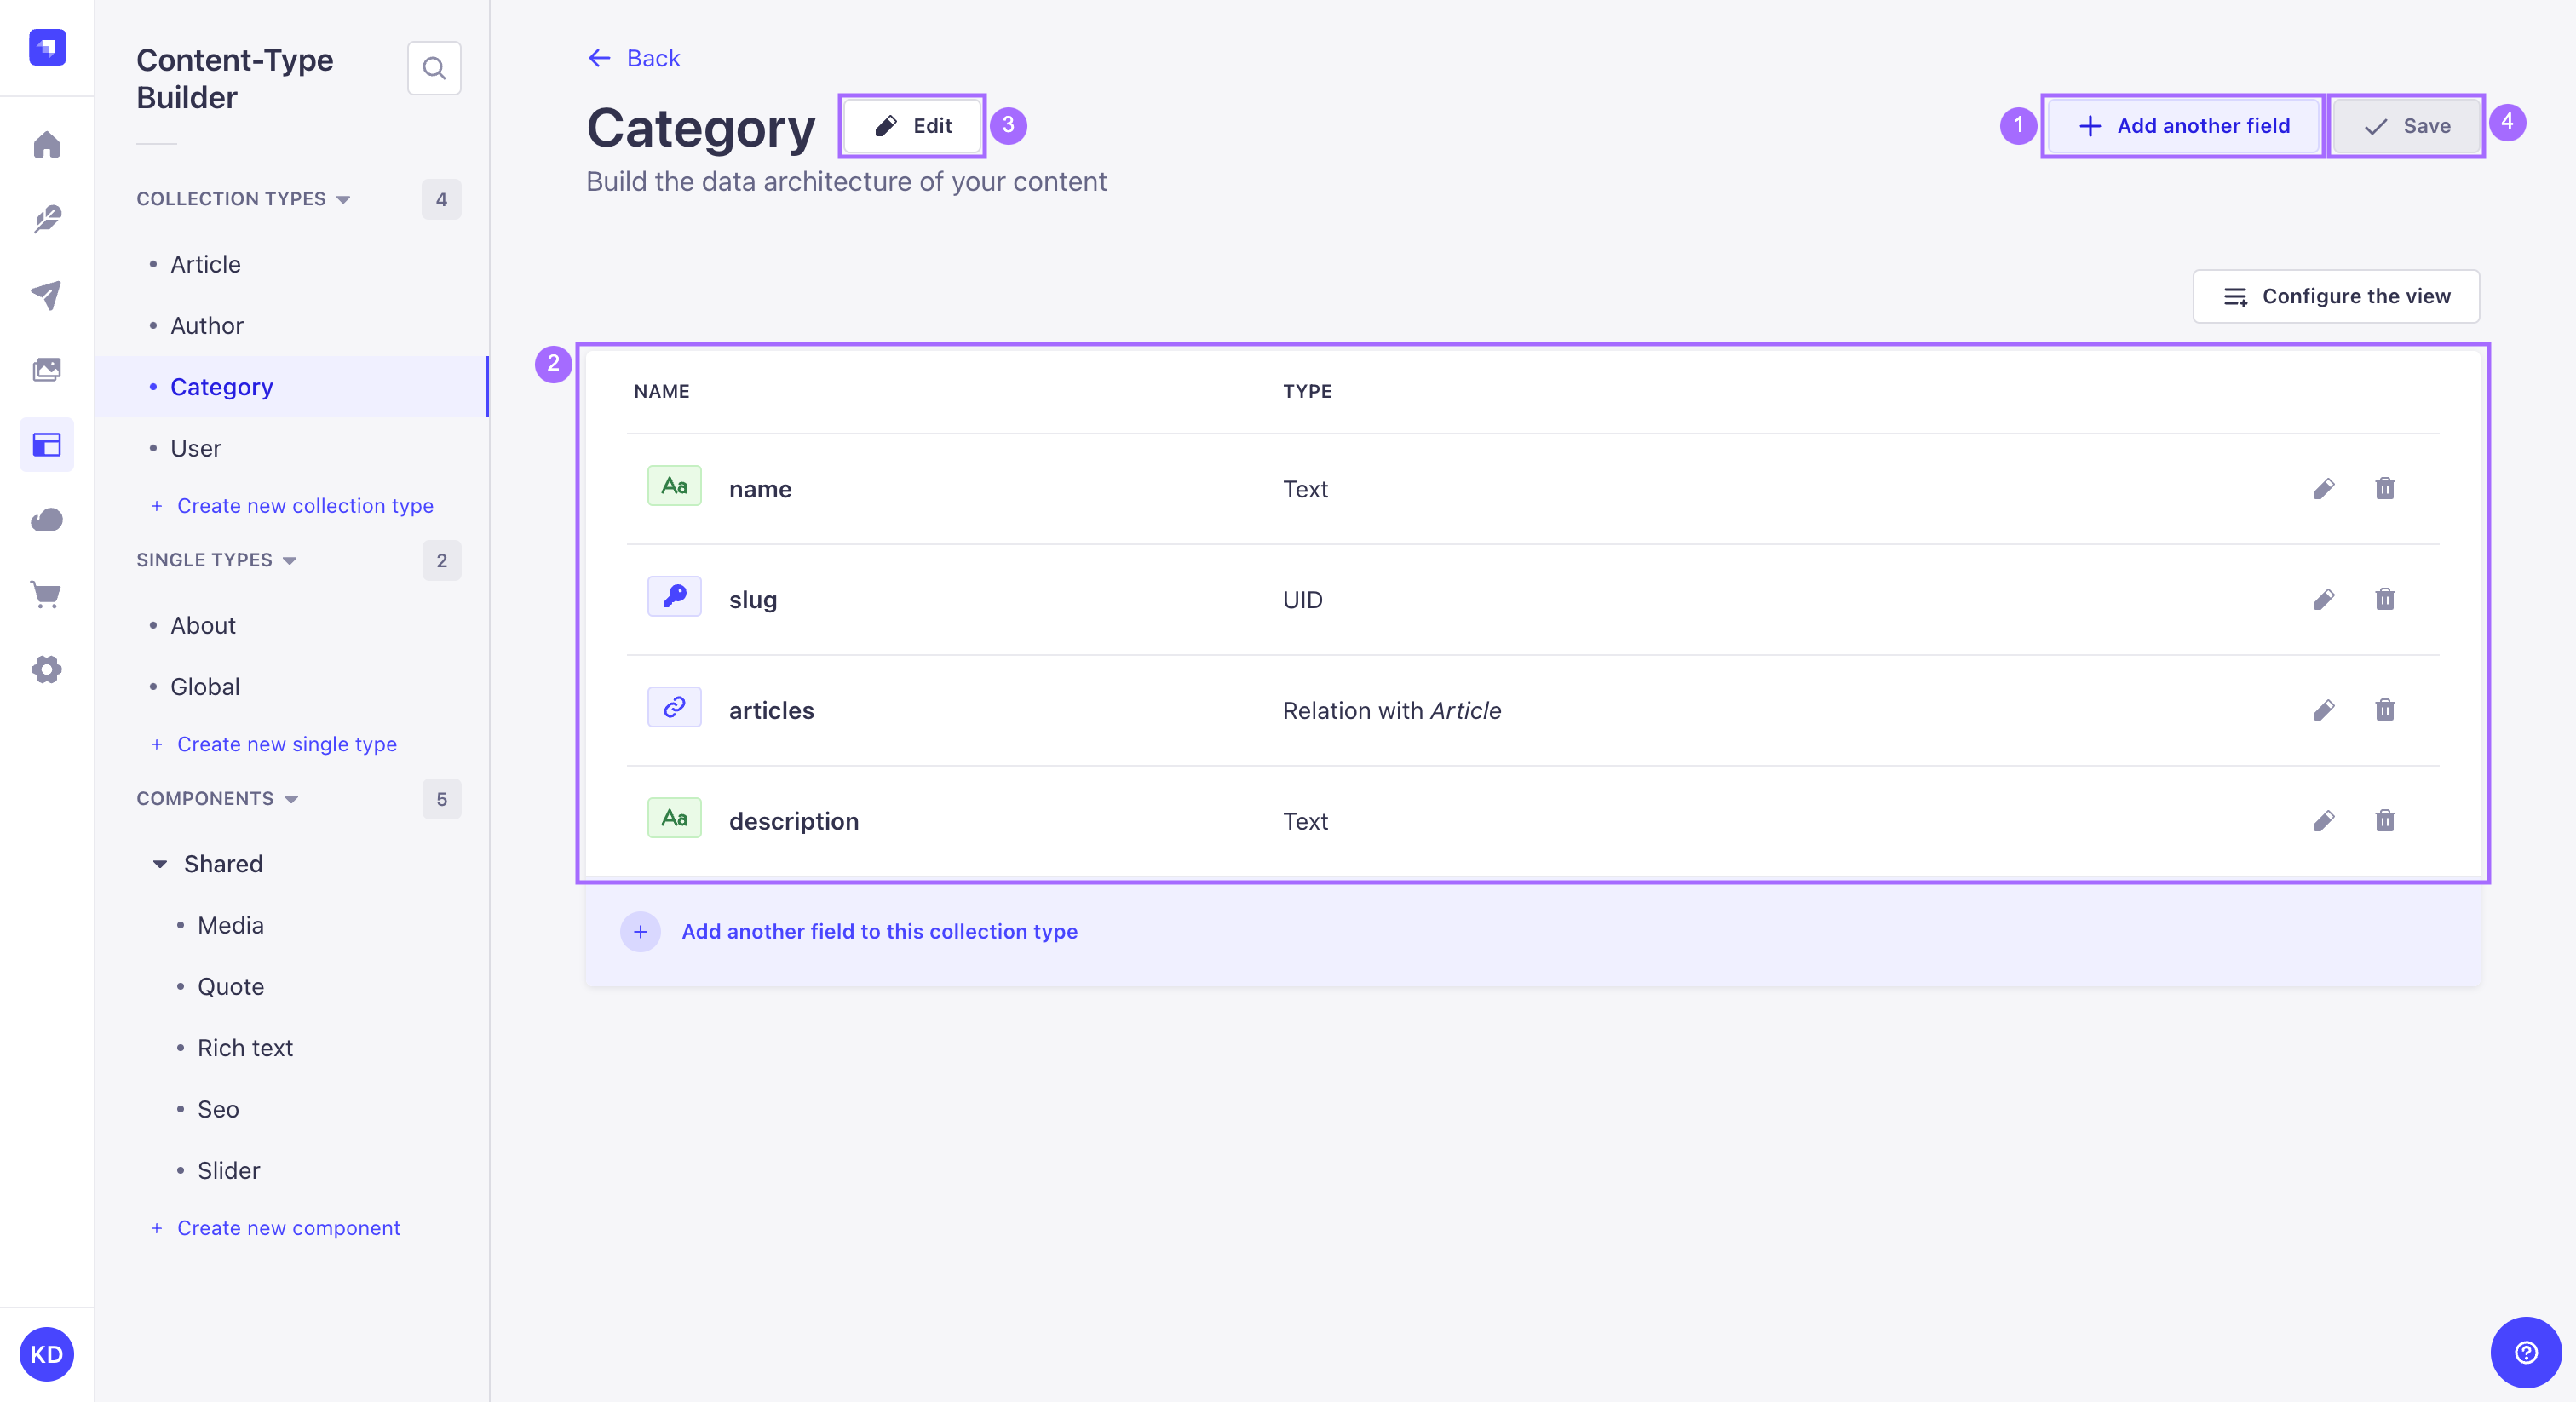 Content-Type
Builder
COLLECTION TYPES
4
Article
Author
Category
User
+ Create new collection type
SINGLE TYPES
2
About
Global
+ Create new single type
COMPONENTS
5
Shared
Media
Quote
Rich text
Seo
Slider
+ Create new component
KD
Back
Category
Edit
3
1
Add another field
Save
4
Build the data architecture of your content
Configure the view
2
NAME TYPE
Aa name Text
slug UID
articles Relation with Article
Aa description Text
+ Add another field to this collection type
?